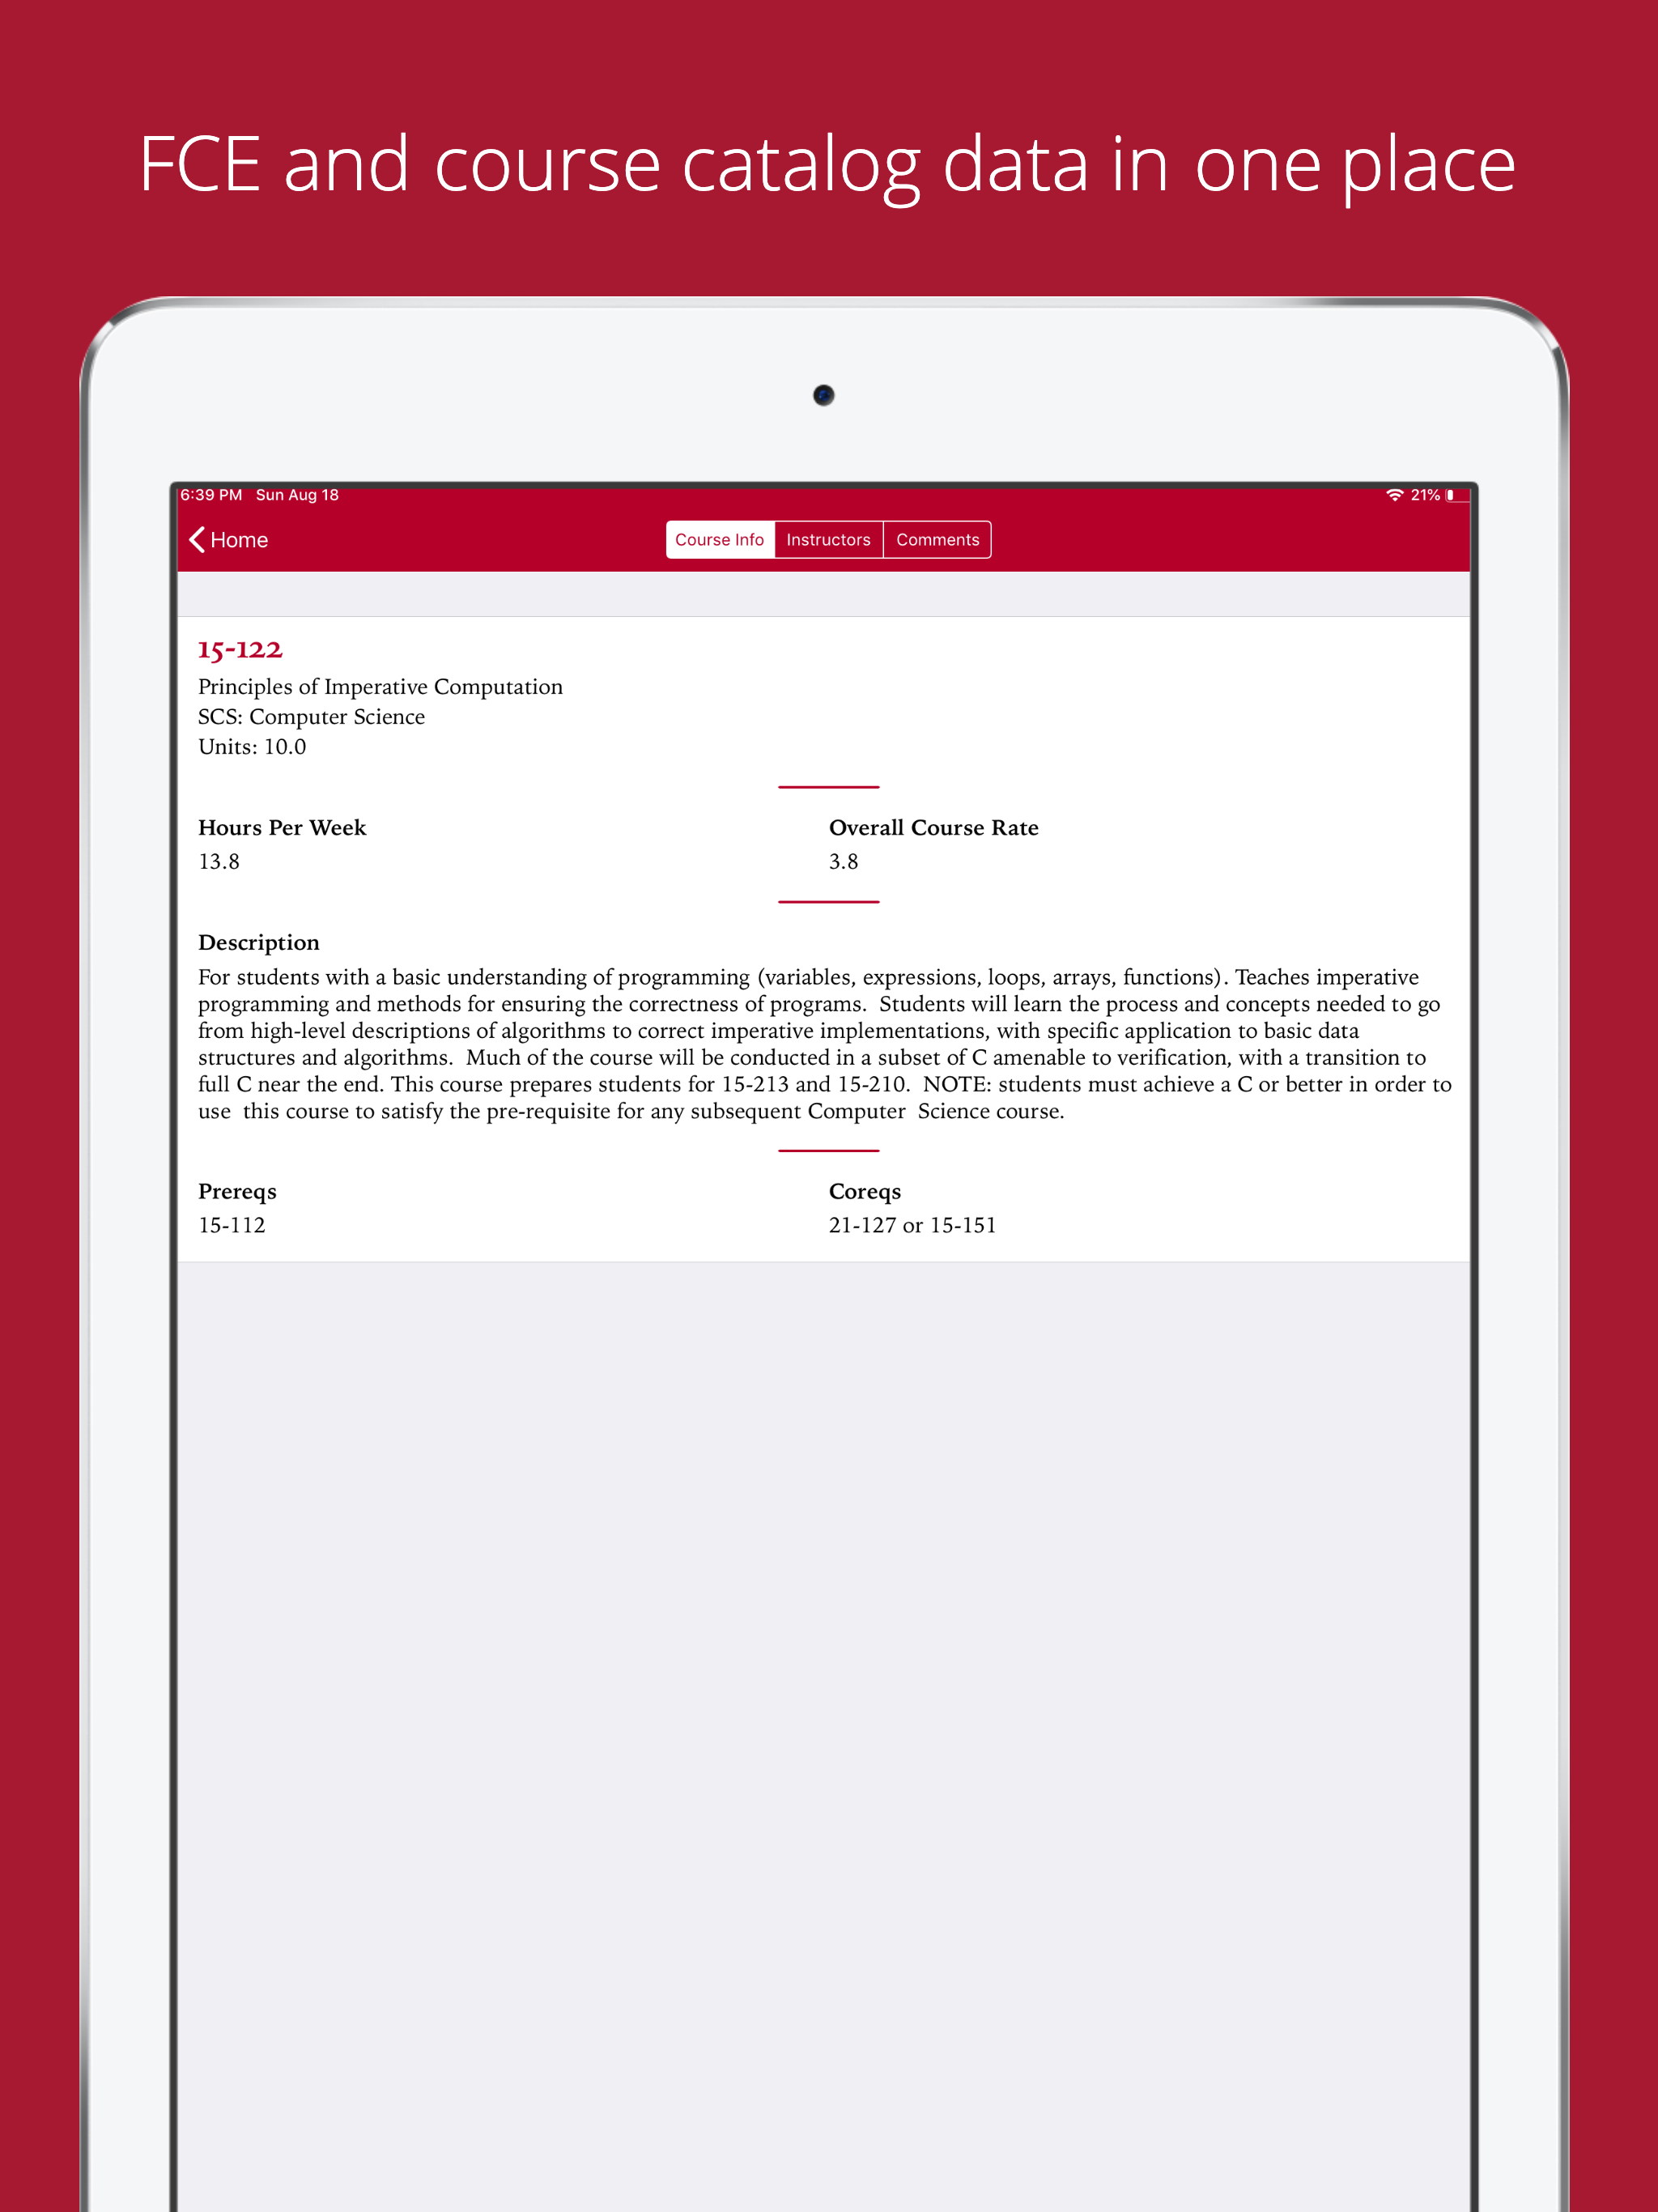 FCE and course catalog data in one place
6:39 PM Sun Aug 18
21%
Home
Course Info
Instructors
Comments
15-122
Principles of Imperative Computation
SCS: Computer Science
Units: 10.0
Hours Per Week
Overall Course Rate
13.8
3.8
Description
For students with a basic understanding of programming (variables, expressions, loops, arrays, functions). Teaches imperative
programming and methods for ensuring the correctness of programs.  Students will learn the process and concepts needed to go
from high-level descriptions of algorithms to correct imperative implementations, with specific application to basic data
structures and algorithms.  Much of the course will be conducted in a subset of C amenable to verification, with a transition to
full C near the end. This course prepares students for 15-213 and 15-210.  NOTE: students must achieve a C or better in order to
use  this course to satisfy the pre-requisite for any subsequent Computer  Science course.
Prereqs
Coreqs
15-112
21-127 or 15-151